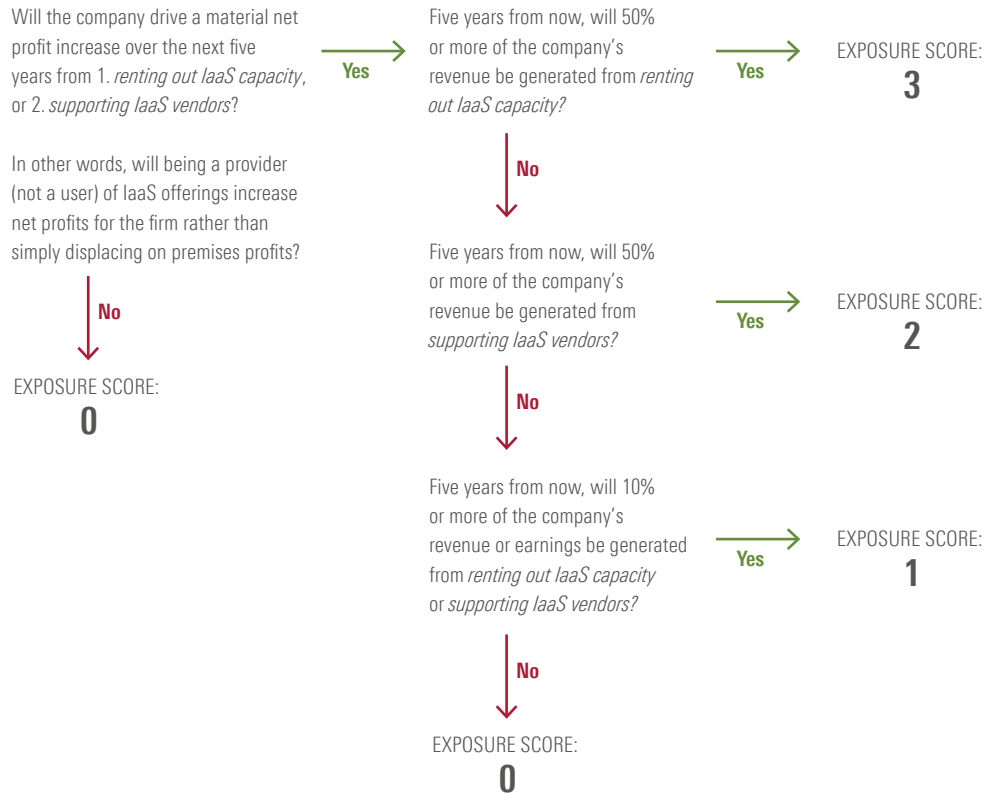 Will the company drive a material net
profit increase over the next five
years from 1. renting out IaaS capacity,
or 2. supporting IaaS vendors?
In other words, will being a provider
(not a user) of IaaS offerings increase
net profits for the firm rather than
simply displacing on premises profits?
No
EXPOSURE SCORE:
0
Yes
Five years from now, will 50%
or more of the company’s
revenue be generated from renting
out IaaS capacity?
Yes
EXPOSURE SCORE:
3
No
Five years from now, will 50%
or more of the company’s
revenue be generated from
supporting IaaS vendors?
Yes
EXPOSURE SCORE:
2
No
Five years from now, will 10%
or more of the company’s
revenue or earnings be generated
from renting out IaaS capacity
or supporting IaaS vendors?
Yes
EXPOSURE SCORE:
1
No
EXPOSURE SCORE:
0